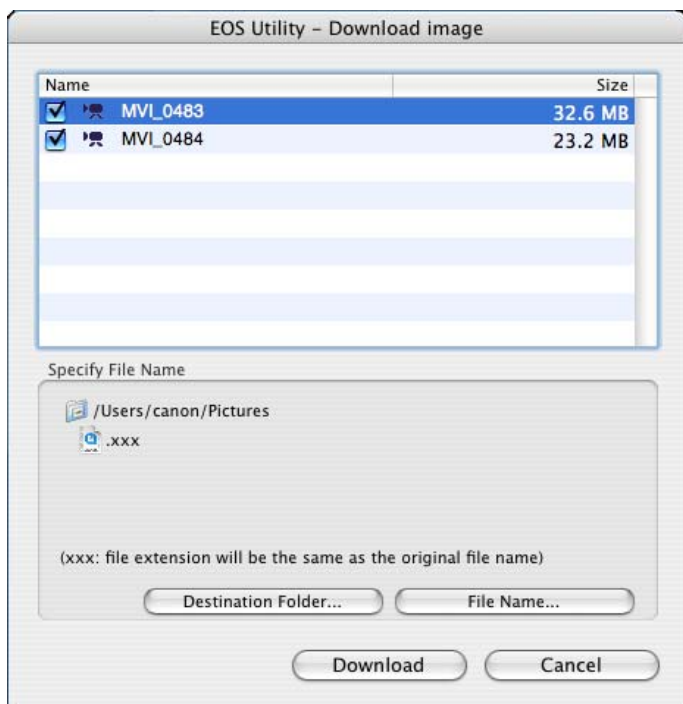 EOS Utility – Download image
Name Size
MVI_0483 32.6 MB
MVI_0484 23.2 MB
Specify File Name
/Users/canon/Pictures
.xxx
(xxx: file extension will be the same as the original file name)
Destination Folder... File Name...
Download Cancel